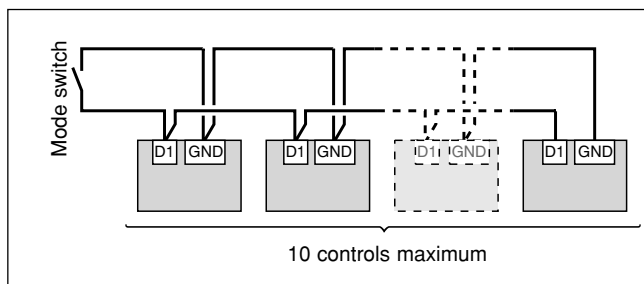 Mode switch
D1 GND D1 GND D1 GND D1 GND
10 controls maximum